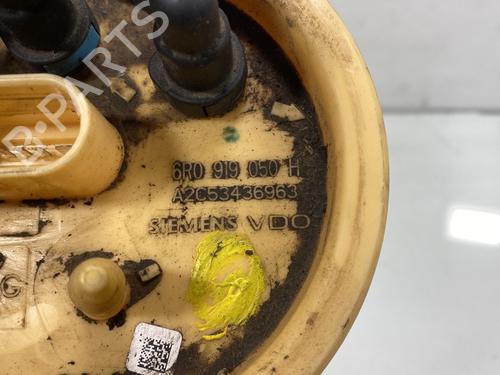 B-PARTS
6R0 919 050 H
A2C53436963
SIEMENS VDO
G